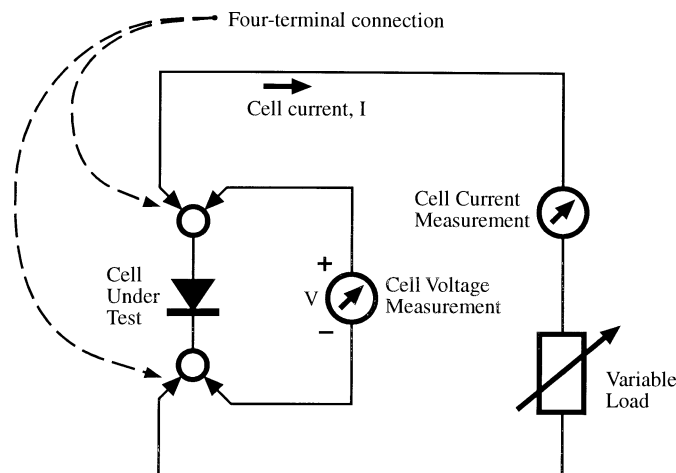 Four-terminal connection
Cell current, I
Cell Current
Measurement
Cell
Under
Test
+
V
−
Cell Voltage
Measurement
Variable
Load